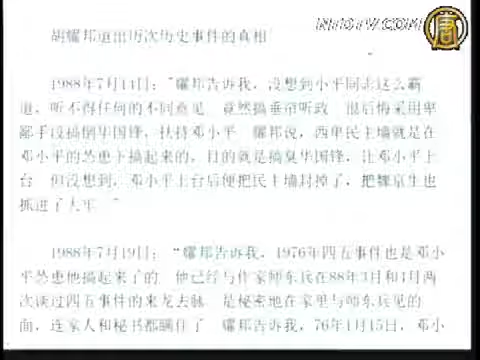 NTDTV.COM
唐
胡耀邦道出历次历史事件的真相
1988年7月14日："耀邦告诉我，没想到小平同志这么霸
道，听不得任何的不同意见 竟然搞垂帘听政 很后悔采用卑
鄙手段搞倒华国锋，扶持邓小平 耀邦说，西单民主墙就是在
邓小平的怂恿下搞起来的，目的就是搞臭华国锋，让邓小平上
台 但没想到，邓小平上台后便把民主墙封掉了，把魏京生也
抓进了大牢 "
1988年7月19日："耀邦告诉我，1976年四五事件也是邓小
平怂恿他搞起来了的 他已经与作家师东兵在88年3月和4月两
次谈过四五事件的来龙去脉 是秘密地在家里与师东兵见的
面，连家人和秘书都瞒住了 耀邦告诉我，76年1月15日，邓小